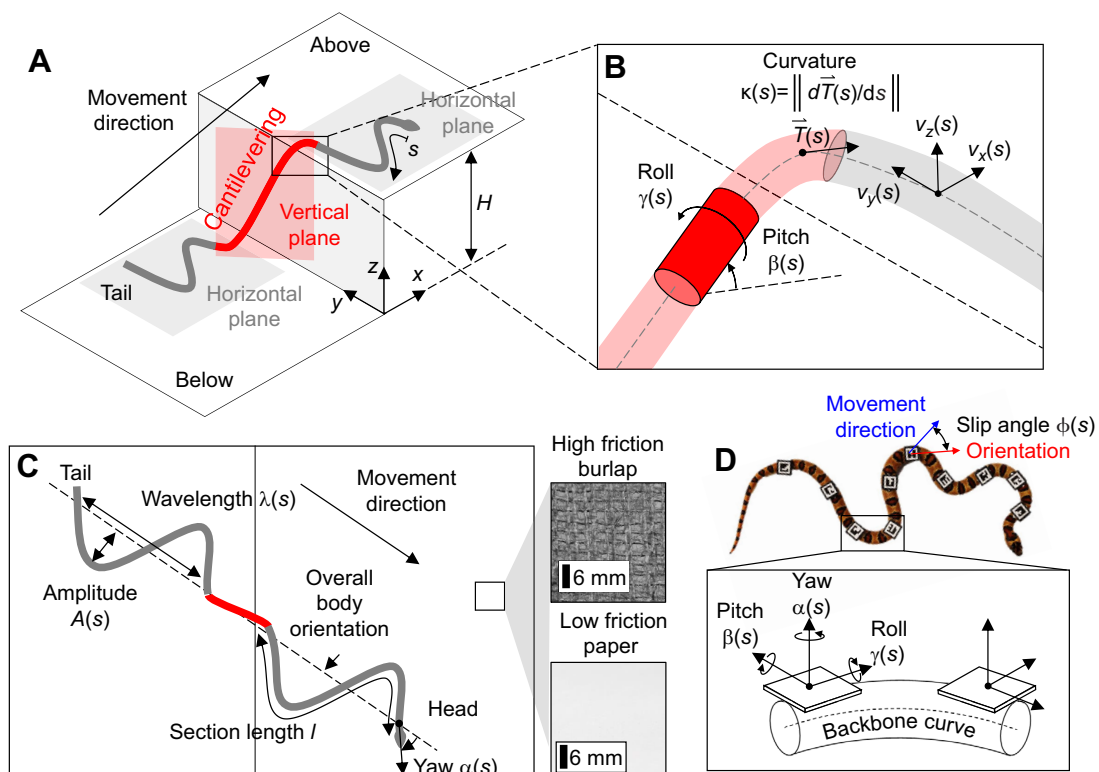 A
Above
Movement
direction
Cantilevering
Horizontal
plane
s
H
Vertical
plane
z
x
y
Tail
Horizontal
plane
Below
B
Curvature
κ(s)=‖ dT(s)/ds ‖
T(s)
vz(s)
vx(s)
vy(s)
Roll
γ(s)
Pitch
β(s)
C
Tail
Wavelength λ(s)
Movement
direction
Amplitude
A(s)
Overall
body
orientation
Section length l
Head
Yaw α(s)
High friction
burlap
6 mm
Low friction
paper
6 mm
D
Movement
direction
Slip angle ϕ(s)
Orientation
Yaw
α(s)
Pitch
β(s)
Roll
γ(s)
Backbone curve